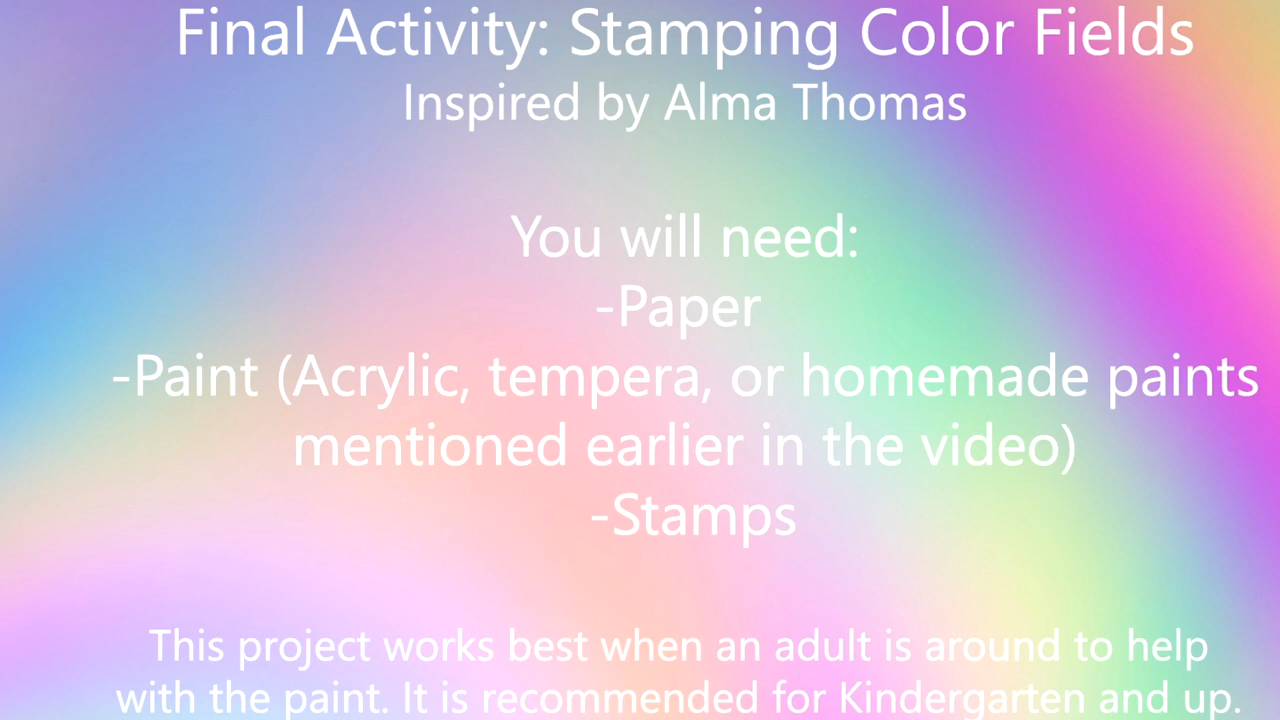 Final Activity: Stamping Color Fields
Inspired by Alma Thomas
You will need:
-Paper
-Paint (Acrylic, tempera, or homemade paints
mentioned earlier in the video)
-Stamps
This project works best when an adult is around to help
with the paint. It is recommended for Kindergarten and up.